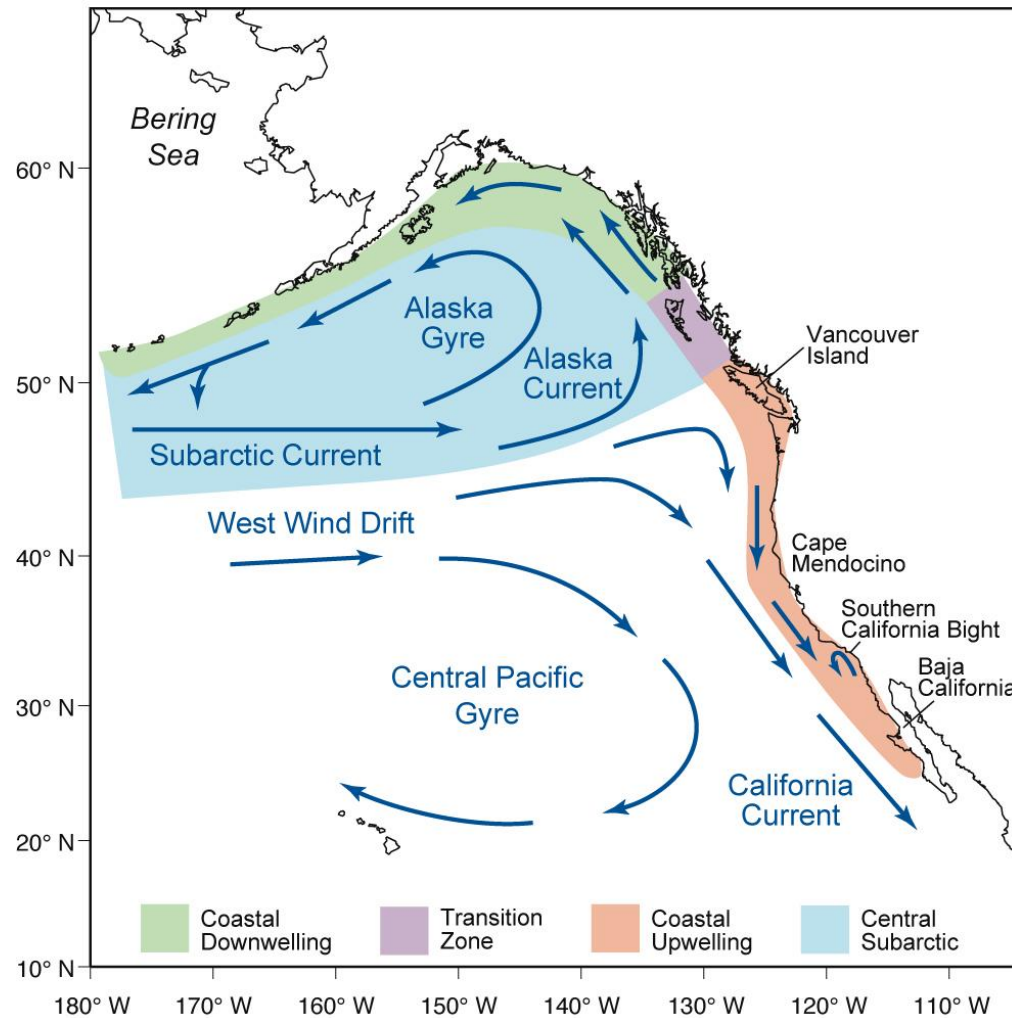 Bering
Sea
60° N
Alaska
Gyre
Vancouver
Island
Alaska
Current
50° N
Subarctic Current
West Wind Drift
40° N
Cape
Mendocino
Southern
California Bight
Baja
California
Central Pacific
Gyre
30° N
California
Current
20° N
Coastal
Downwelling
Transition
Zone
Coastal
Upwelling
Central
Subarctic
10° N
180° W
170° W
160° W
150° W
140° W
130° W
120° W
110° W